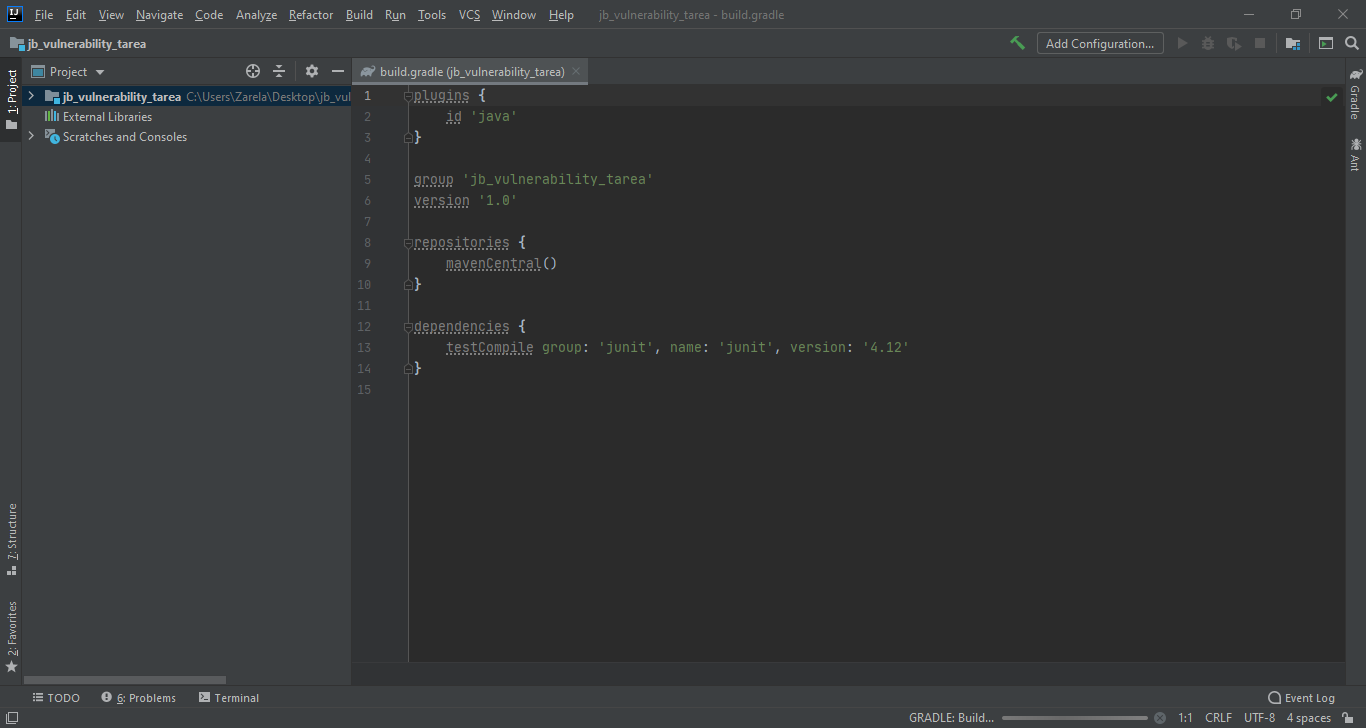 IJ File Edit View Navigate Code Analyze Refactor Build Run Tools VCS Window Help jb_vulnerability_tarea - build.gradle
jb_vulnerability_tarea Add Configuration...
1: Project
Project
build.gradle (jb_vulnerability_tarea)
jb_vulnerability_tarea C:\Users\Zarela\Desktop\jb_vul
External Libraries
Scratches and Consoles
1 plugins {
2 id 'java'
3 }
4
5 group 'jb_vulnerability_tarea'
6 version '1.0'
7
8 repositories {
9 mavenCentral()
10 }
11
12 dependencies {
13 testCompile group: 'junit', name: 'junit', version: '4.12'
14 }
15
Gradle
Ant
7: Structure
2: Favorites
TODO 6: Problems Terminal Event Log
GRADLE: Build... 1:1 CRLF UTF-8 4 spaces